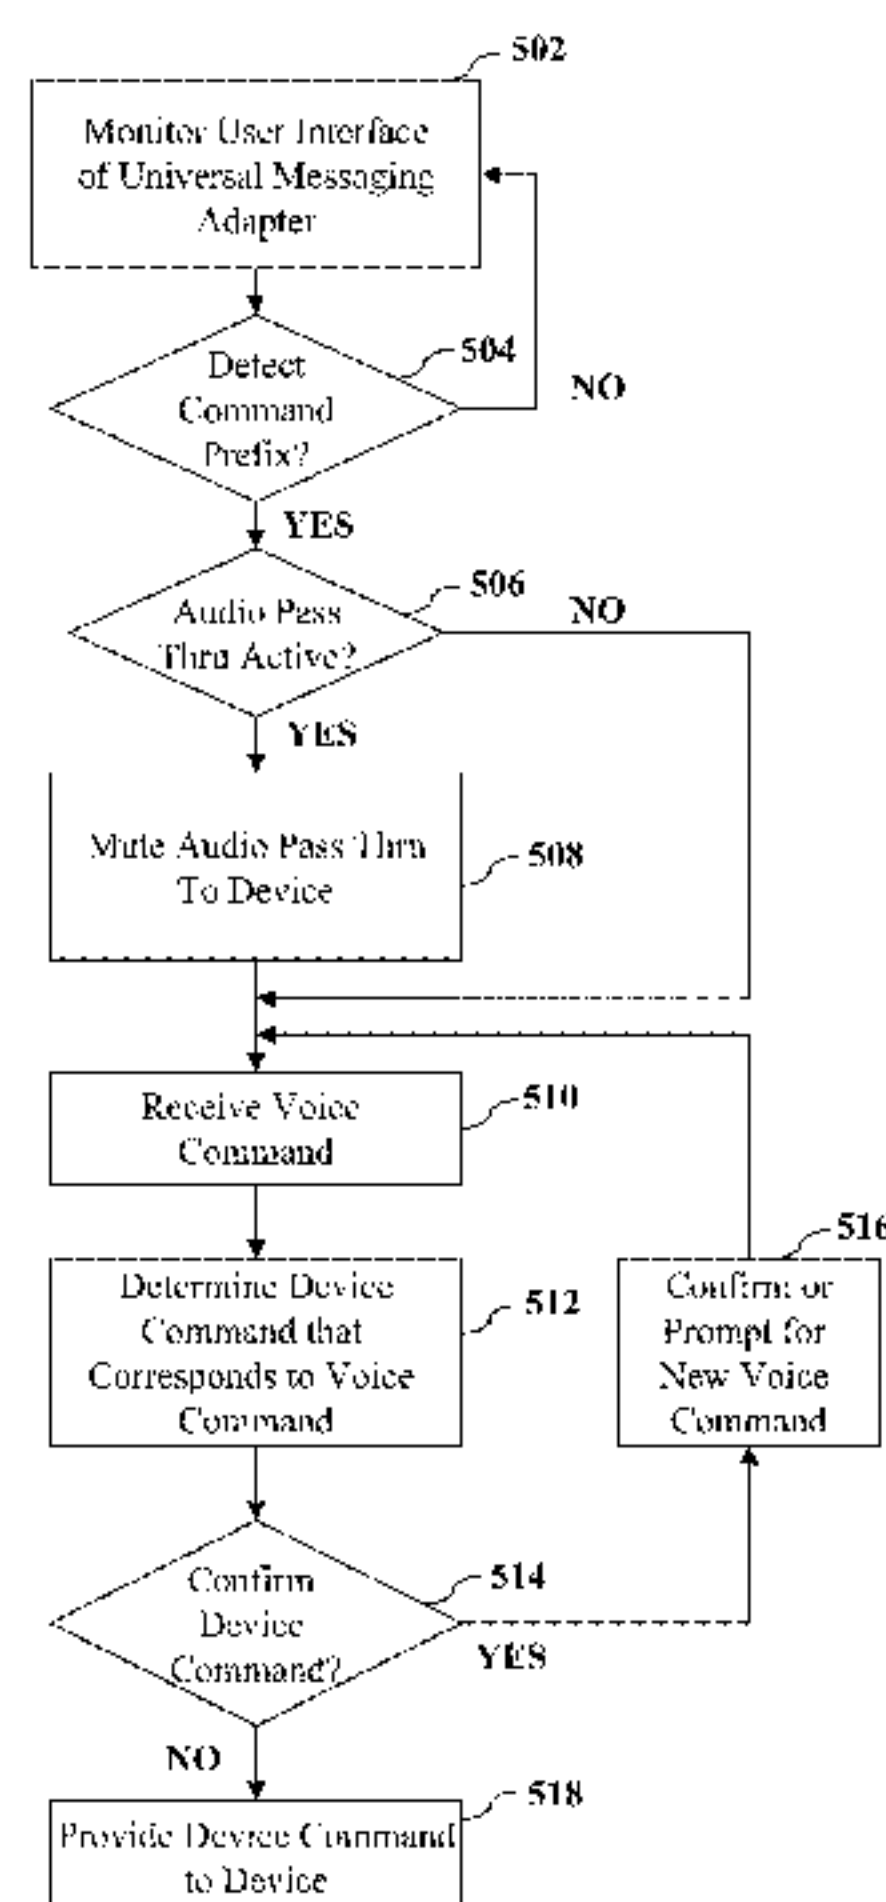 502
Monitor User Interface
of Universal Messaging
Adapter
504
Detect
Command
Prefix?
NO
YES
506
Audio Pass
Thru Active?
NO
YES
Mute Audio Pass Thru
To Device
508
Receive Voice
Command
510
516
Determine Device
Command that
Corresponds to Voice
Command
512
Confirm or
Prompt for
New Voice
Command
Confirm
Device
Command?
514
YES
NO
518
Provide Device Command
to Device